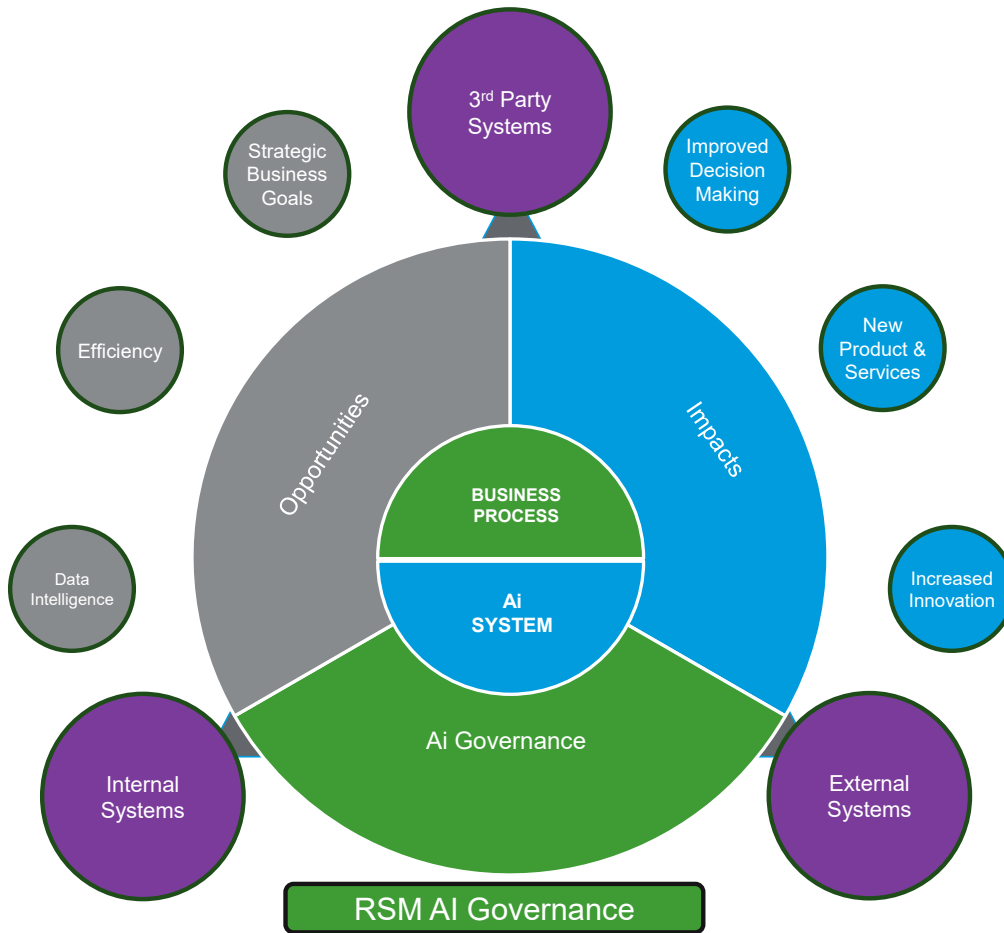 3rd Party
Systems
Strategic
Business
Goals
Improved
Decision
Making
Efficiency
New
Product &
Services
Opportunities
Impacts
BUSINESS
PROCESS
Ai
SYSTEM
Data
Intelligence
Increased
Innovation
Ai Governance
Internal
Systems
External
Systems
RSM AI Governance